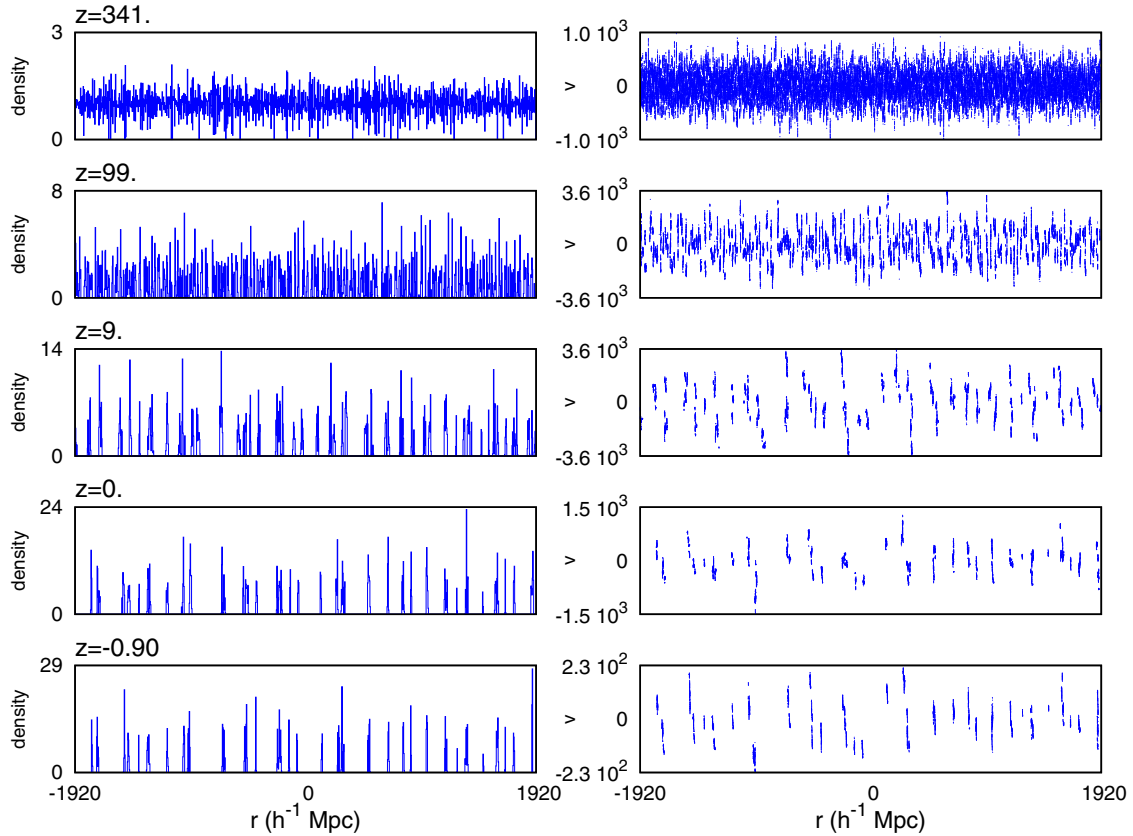 z=341.
3
density
0
1.0 10³
v
0
-1.0 10³
z=99.
8
density
0
3.6 10³
v
0
-3.6 10³
z=9.
14
density
0
3.6 10³
v
0
-3.6 10³
z=0.
24
density
0
1.5 10³
v
0
-1.5 10³
z=-0.90
29
density
0
2.3 10²
v
0
-2.3 10²
-1920 0 1920
r (h⁻¹ Mpc)
-1920 0 1920
r (h⁻¹ Mpc)